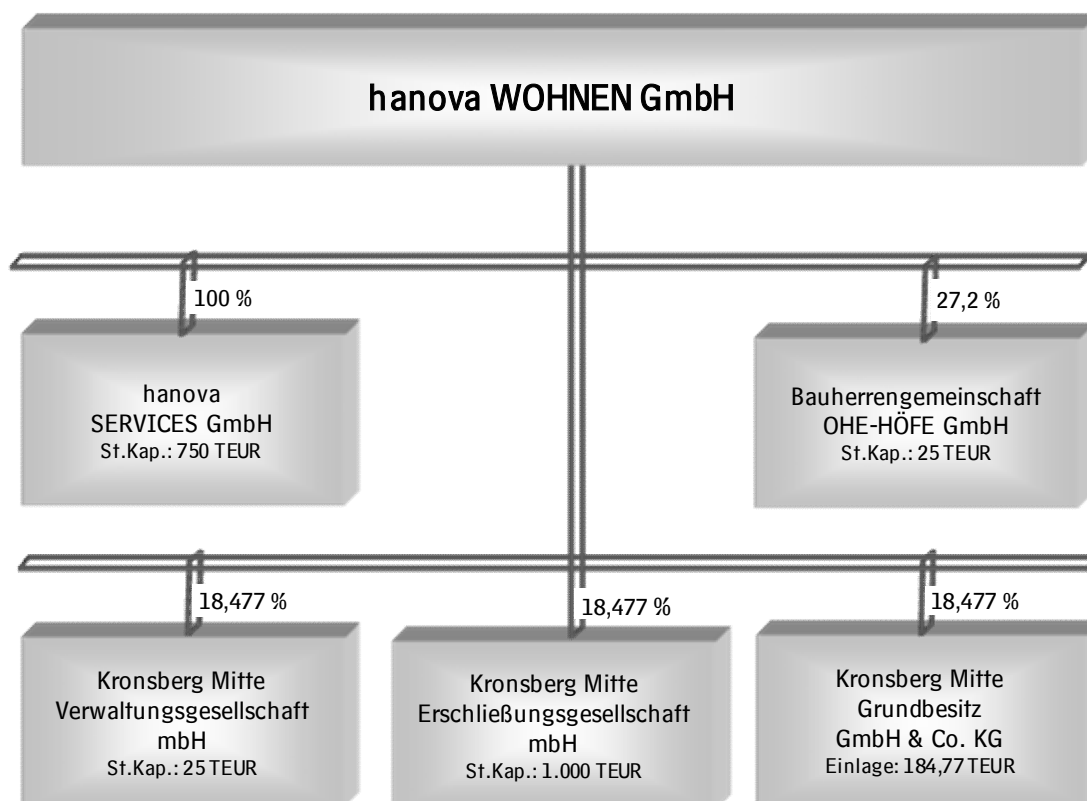 hanova WOHNEN GmbH
100 %
27,2 %
hanova
SERVICES GmbH
St.Kap.: 750 TEUR
Bauherrengemeinschaft
OHE-HÖFE GmbH
St.Kap.: 25 TEUR
18,477 %
18,477 %
18,477 %
Kronsberg Mitte
Verwaltungsgesellschaft
mbH
St.Kap.: 25 TEUR
Kronsberg Mitte
Erschließungsgesellschaft
mbH
St.Kap.: 1.000 TEUR
Kronsberg Mitte
Grundbesitz
GmbH & Co. KG
Einlage: 184,77 TEUR